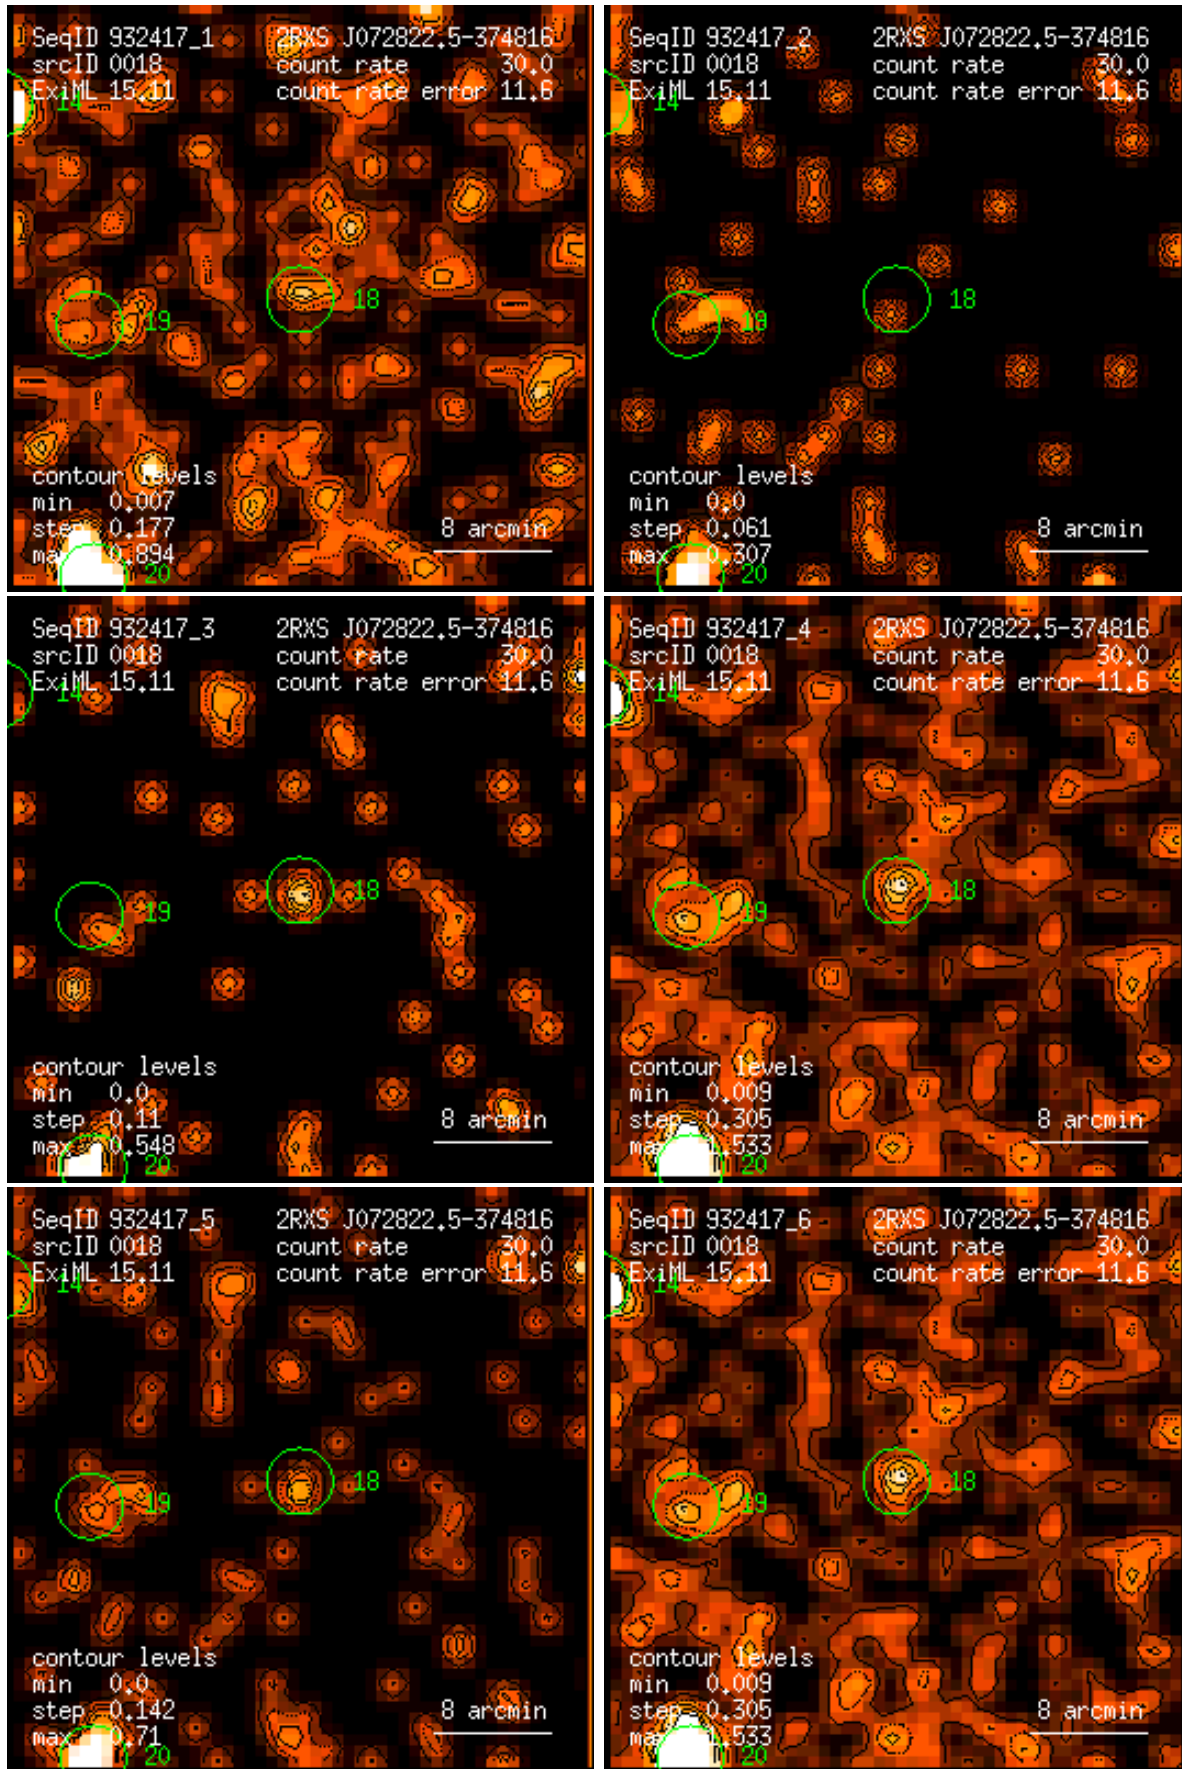 SeqID 932417_1 2RXS J072822.5-374816
srcID 0018 count rate 30.0
ExiML 15.11 count rate error 11.6
14
18
19
contour levels
min 0.007
step 0.177 8 arcmin
max 0.894
20
SeqID 932417_2 2RXS J072822.5-374816
srcID 0018 count rate 30.0
ExiML 15.11 count rate error 11.6
14
18
19
contour levels
min 0.0
step 0.061 8 arcmin
max 0.307
20
SeqID 932417_3 2RXS J072822.5-374816
srcID 0018 count rate 30.0
ExiML 15.11 count rate error 11.6
14
18
19
contour levels
min 0.0
step 0.11 8 arcmin
max 0.548
20
SeqID 932417_4 2RXS J072822.5-374816
srcID 0018 count rate 30.0
ExiML 15.11 count rate error 11.6
14
18
19
contour levels
min 0.009
step 0.305 8 arcmin
max 1.533
20
SeqID 932417_5 2RXS J072822.5-374816
srcID 0018 count rate 30.0
ExiML 15.11 count rate error 11.6
14
18
19
contour levels
min 0.0
step 0.142 8 arcmin
max 0.71
20
SeqID 932417_6 2RXS J072822.5-374816
srcID 0018 count rate 30.0
ExiML 15.11 count rate error 11.6
14
18
19
contour levels
min 0.009
step 0.305 8 arcmin
max 1.533
20